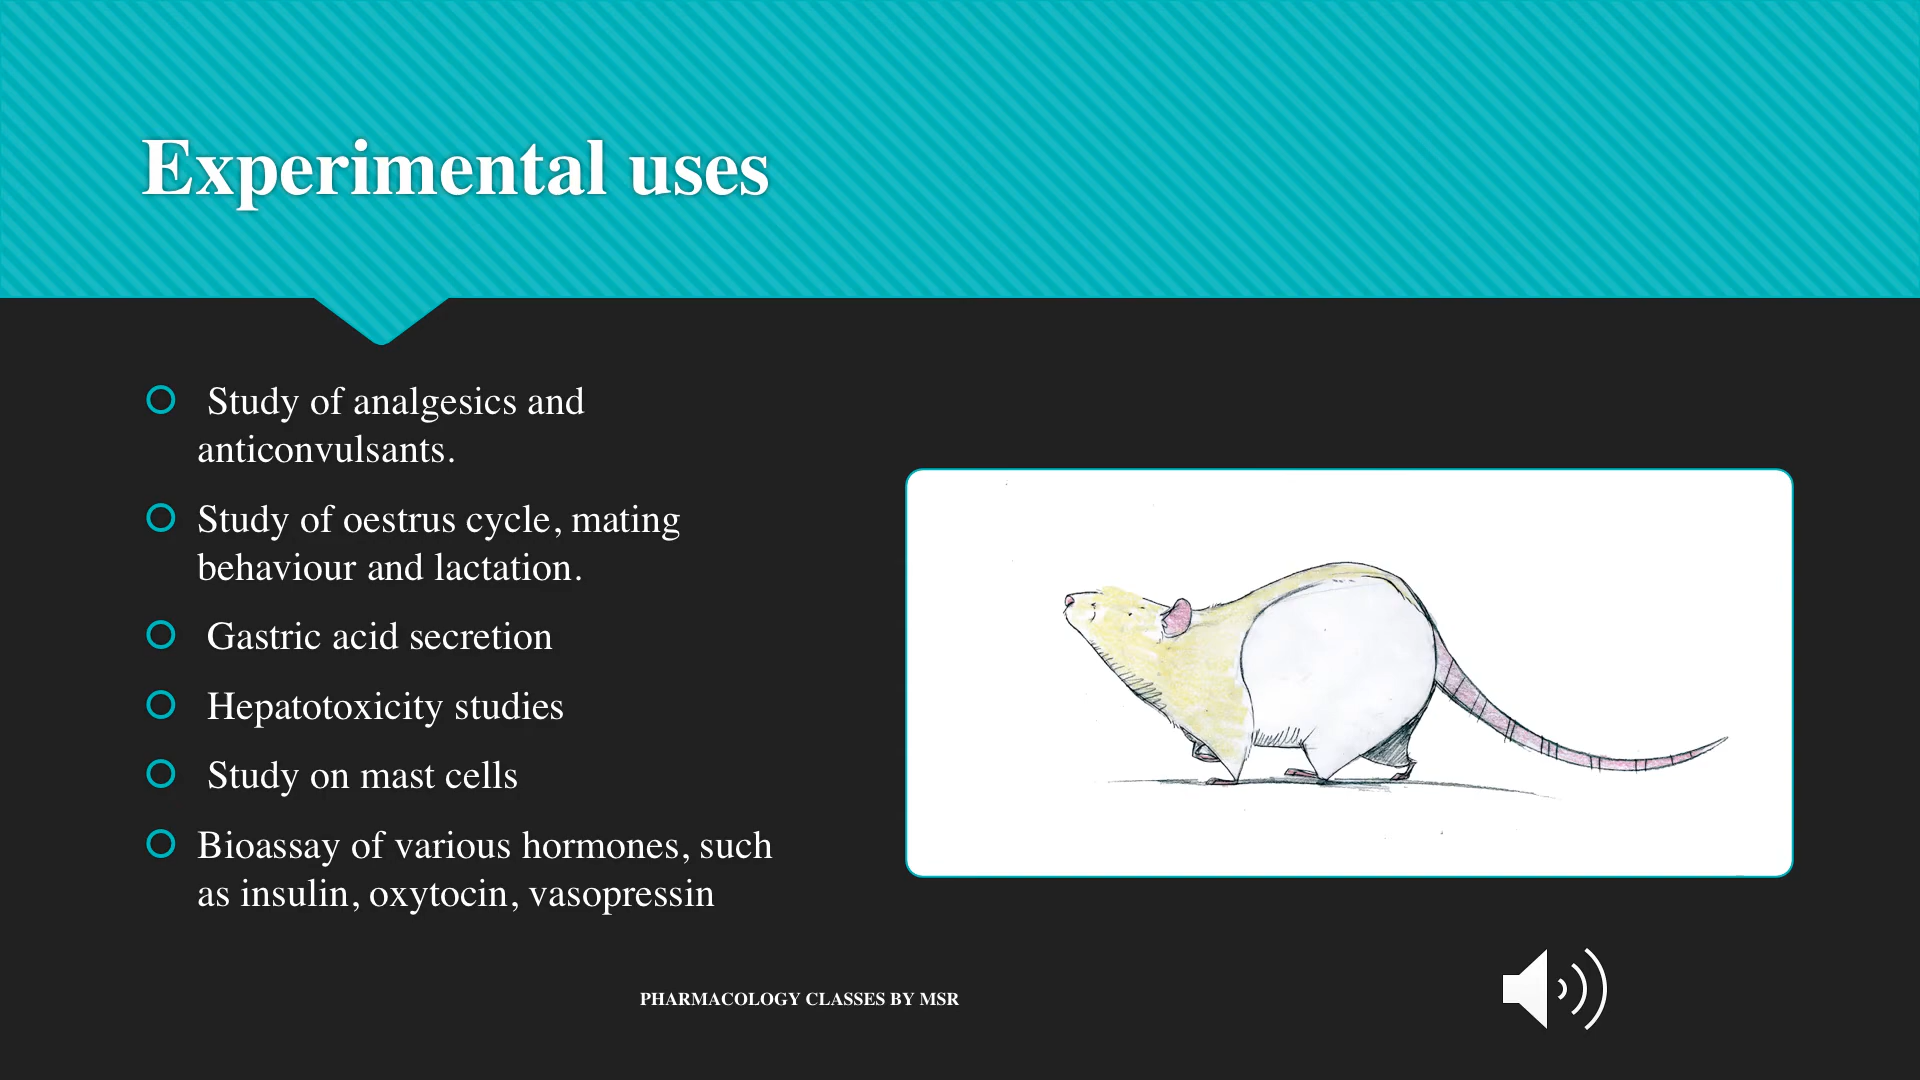 Experimental uses
Study of analgesics and
anticonvulsants.
Study of oestrus cycle, mating
behaviour and lactation.
Gastric acid secretion
Hepatotoxicity studies
Study on mast cells
Bioassay of various hormones, such
as insulin, oxytocin, vasopressin
PHARMACOLOGY CLASSES BY MSR